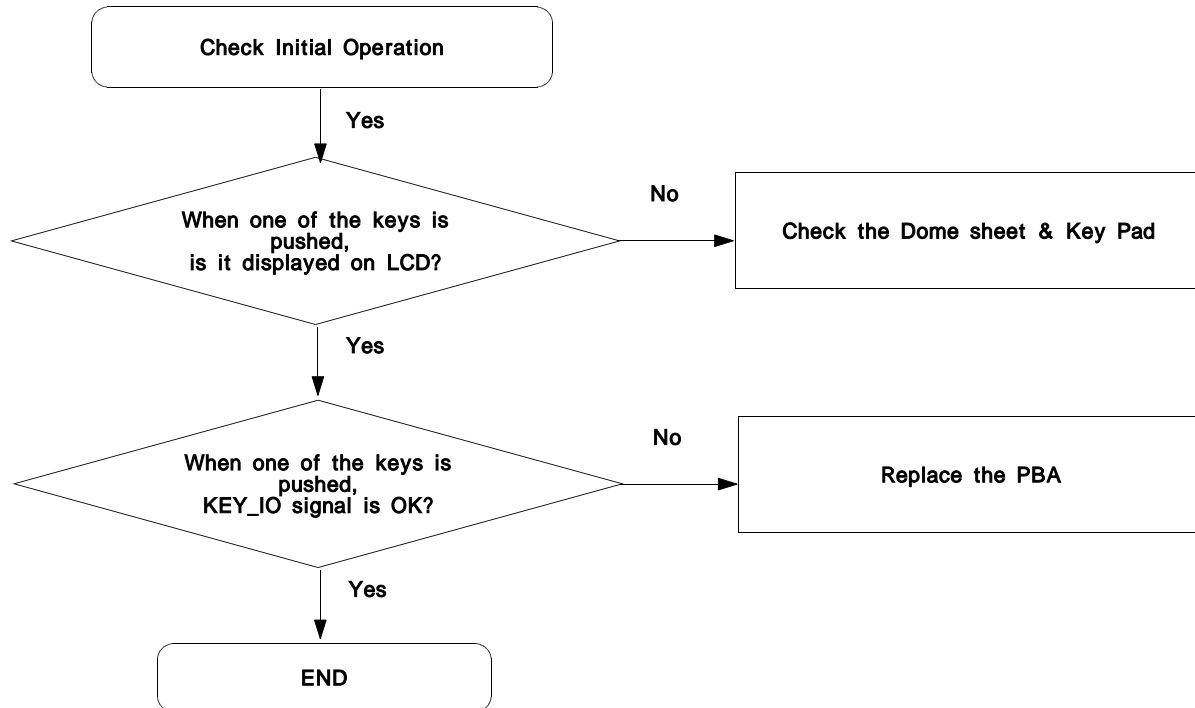 Check Initial Operation
Yes
When one of the keys is
pushed,
is it displayed on LCD?
No
Check the Dome sheet & Key Pad
Yes
When one of the keys is
pushed,
KEY_IO signal is OK?
No
Replace the PBA
Yes
END